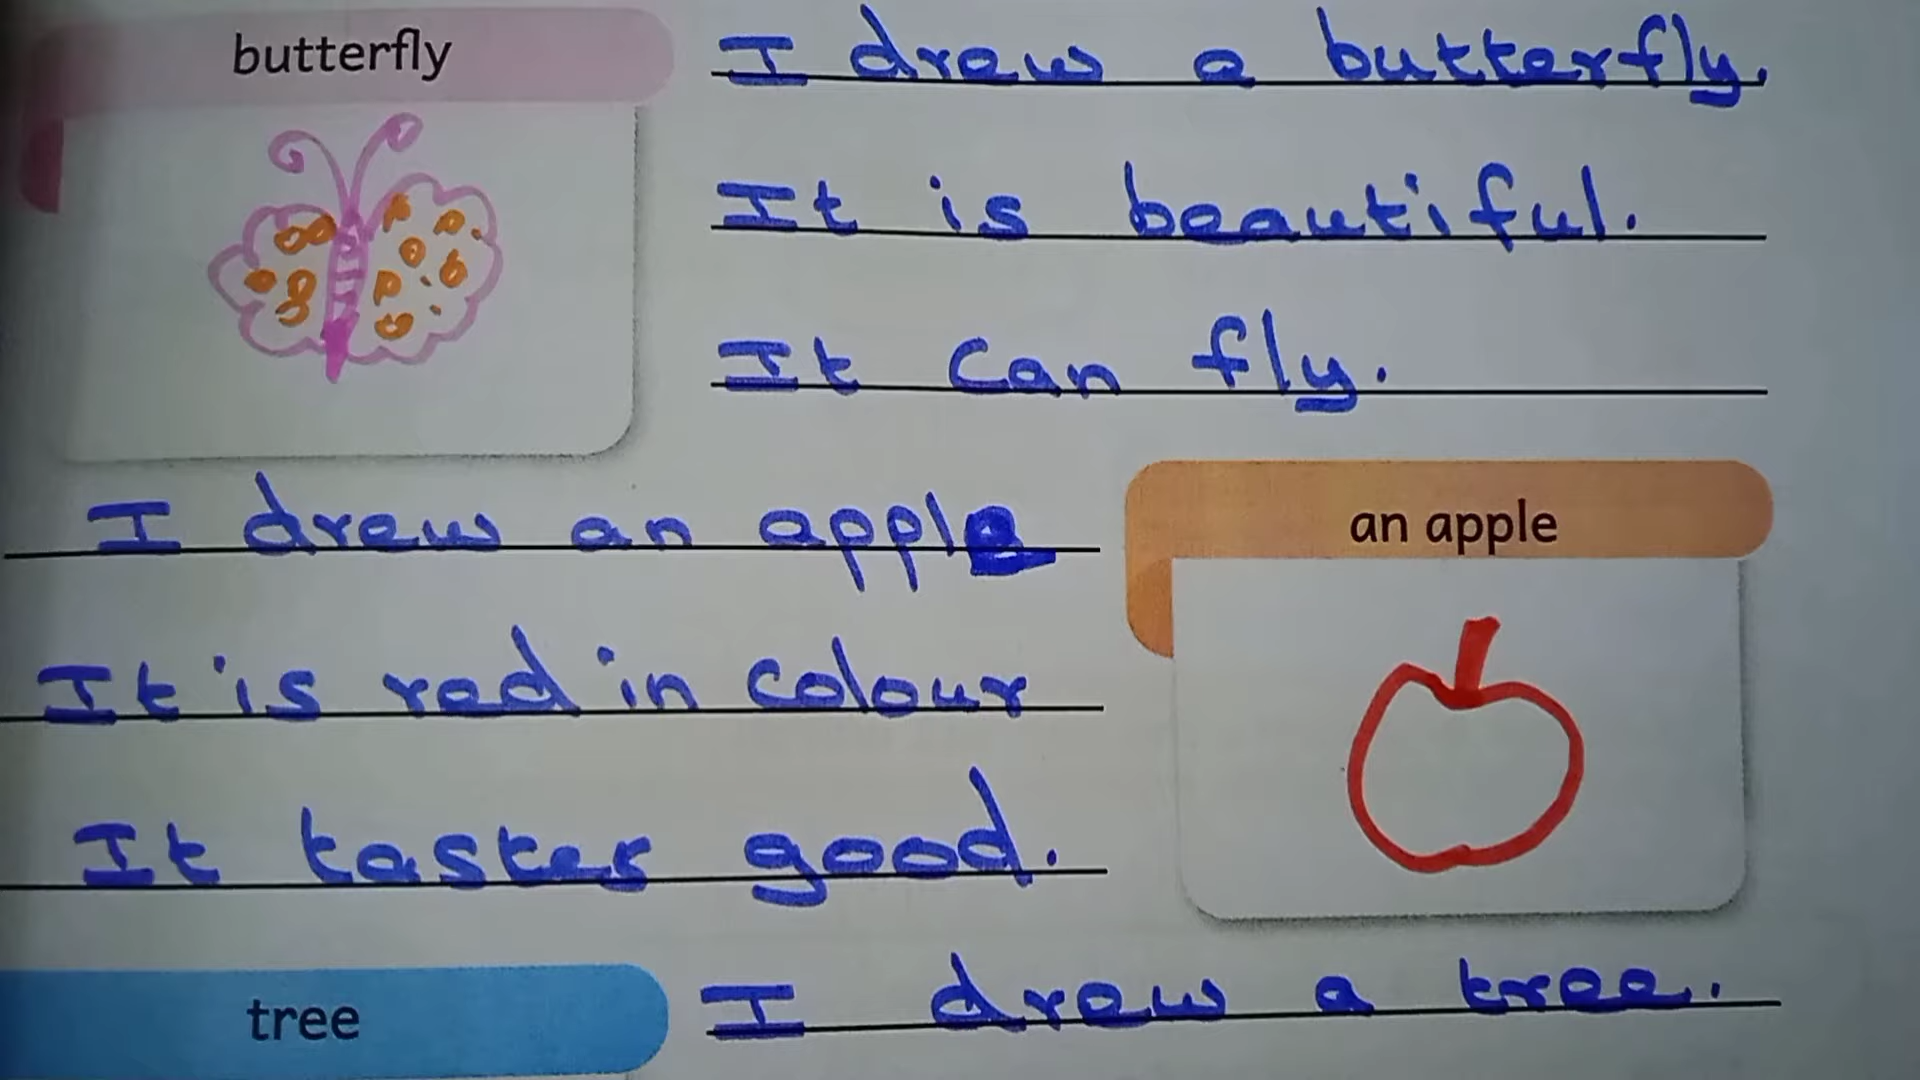 butterfly
I drew a butterfly.
It is beautiful.
It can fly.
I drew an apple
an apple
It is red in colour
It tastes good.
tree
I drew a tree.